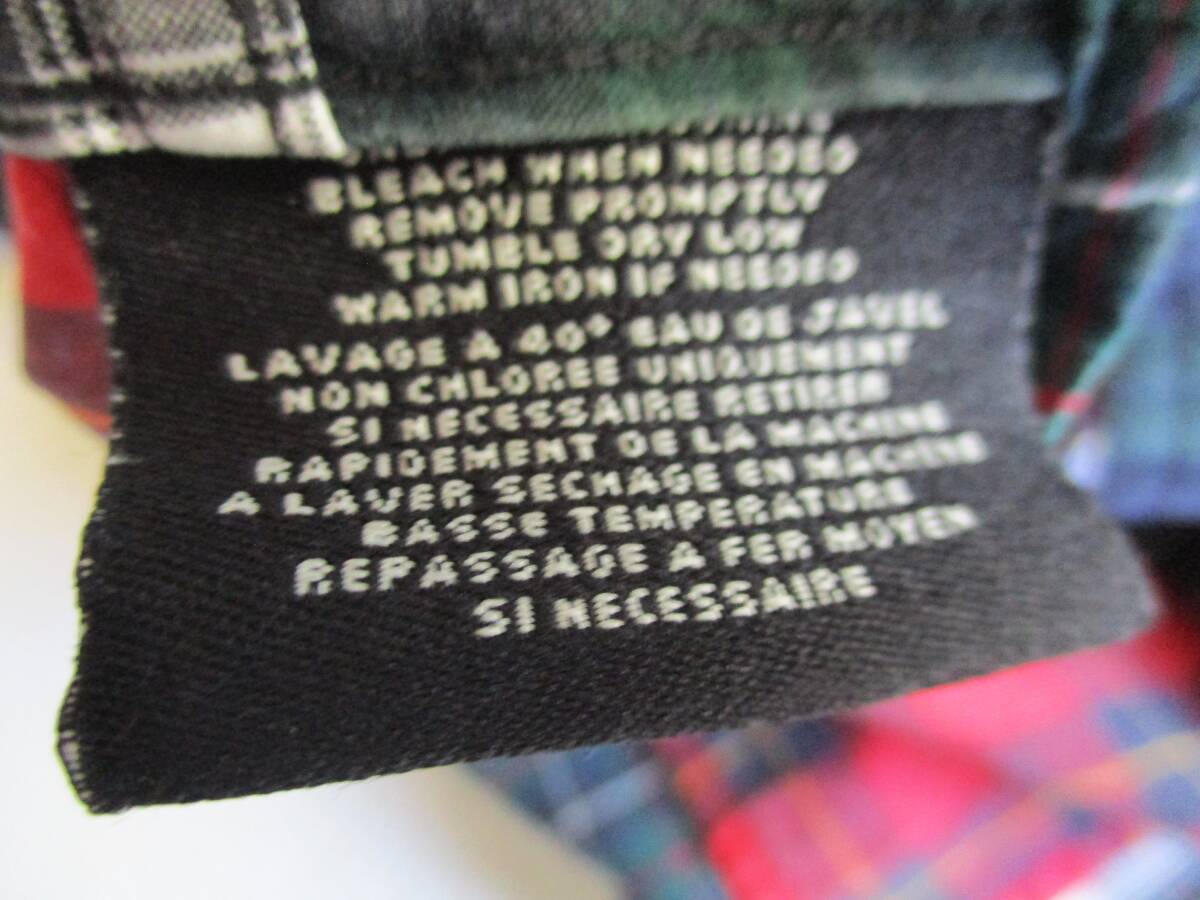 BLEACH WHEN NEEDED
REMOVE PROMPTLY
TUMBLE DRY LOW
WARM IRON IF NEEDED
LAVAGE A 40° EAU DE JAVEL
NON CHLOREE UNIQUEMENT
SI NECESSAIRE RETIRER
RAPIDEMENT DE LA MACHINE
A LAVER SECHAGE EN MACHINE
BASSE TEMPERATURE
REPASSAGE A FER MOYEN
SI NECESSAIRE